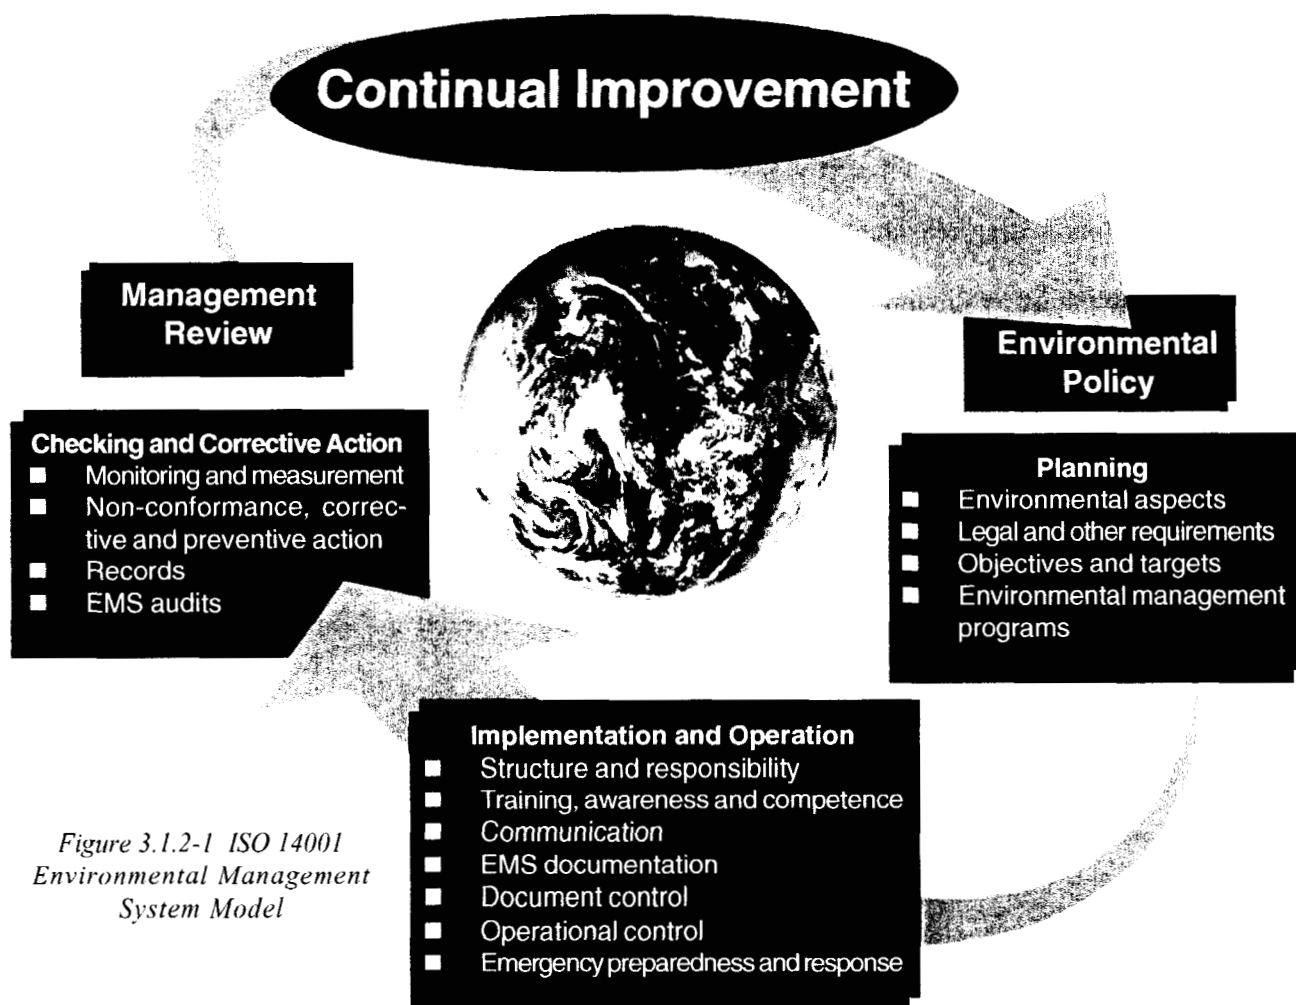 Continual Improvement
Management
Review
Environmental
Policy
Checking and Corrective Action
Monitoring and measurement
Non-conformance, correc-
tive and preventive action
Records
EMS audits
Planning
Environmental aspects
Legal and other requirements
Objectives and targets
Environmental management
programs
Implementation and Operation
Structure and responsibility
Training, awareness and competence
Communication
EMS documentation
Document control
Operational control
Emergency preparedness and response
Figure 3.1.2-1 ISO 14001
Environmental Management
System Model